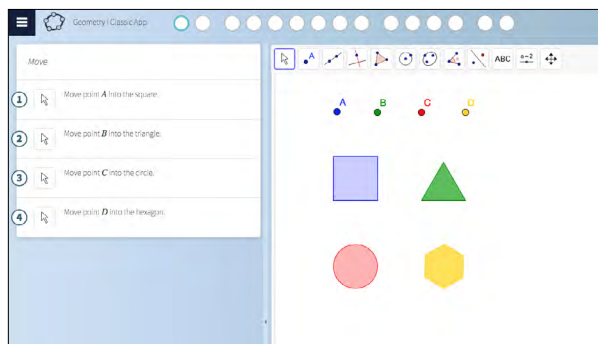 Geometry | Classic App
Move
1 Move point A into the square.
2 Move point B into the triangle.
3 Move point C into the circle.
4 Move point D into the hexagon.
A
ABC
a=2
A B C D